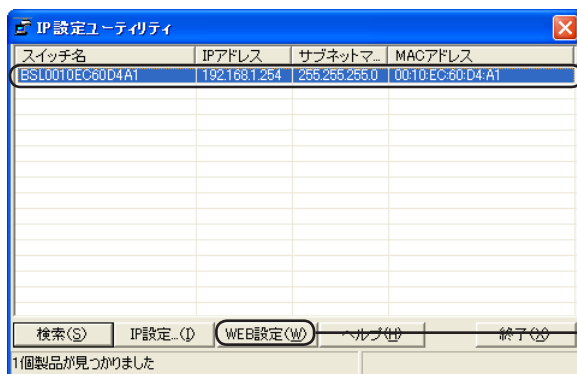 IP 設定ユーティリティ
スイッチ名 IPアドレス サブネットマ... MACアドレス
BSL0010EC60D4A1 192.168.1.254 255.255.255.0 00:10:EC:60:D4:A1
検索(S) IP設定...(I) WEB設定(W) ヘルプ(H) 終了(X)
1個製品が見つかりました